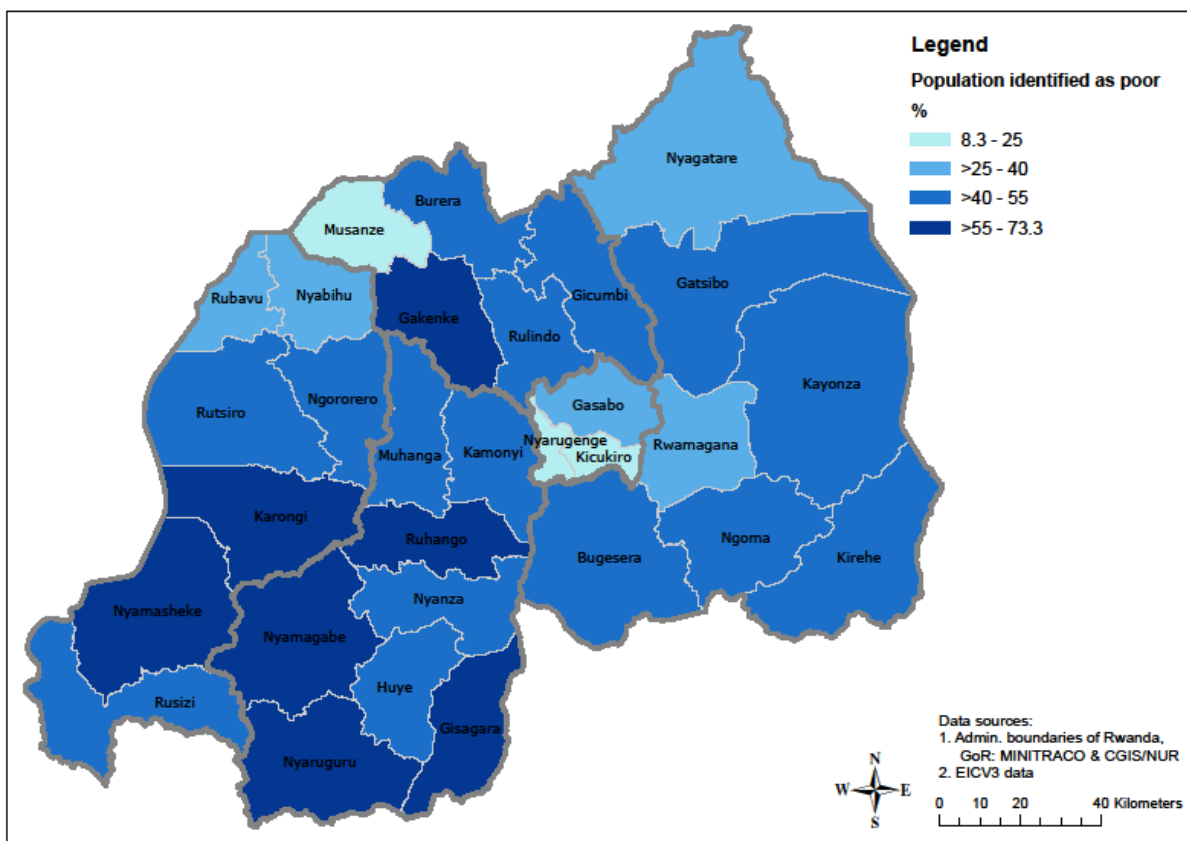 Legend
Population identified as poor
%
8.3 - 25
>25 - 40
>40 - 55
>55 - 73.3
Nyagatare
Burera
Musanze
Rubavu
Nyabihu
Gakenke
Gicumbi
Gatsibo
Rulindo
Kayonza
Rutsiro
Ngororero
Gasabo
Nyarugenge
Kicukiro
Rwamagana
Muhanga
Kamonyi
Karongi
Ruhango
Bugesera
Ngoma
Kirehe
Nyamasheke
Nyanza
Nyamagabe
Huye
Rusizi
Gisagara
Nyaruguru
Data sources:
1. Admin. boundaries of Rwanda,
GoR: MINITRACO & CGIS/NUR
2. EICV3 data
N
W E
S
0 10 20 40 Kilometers